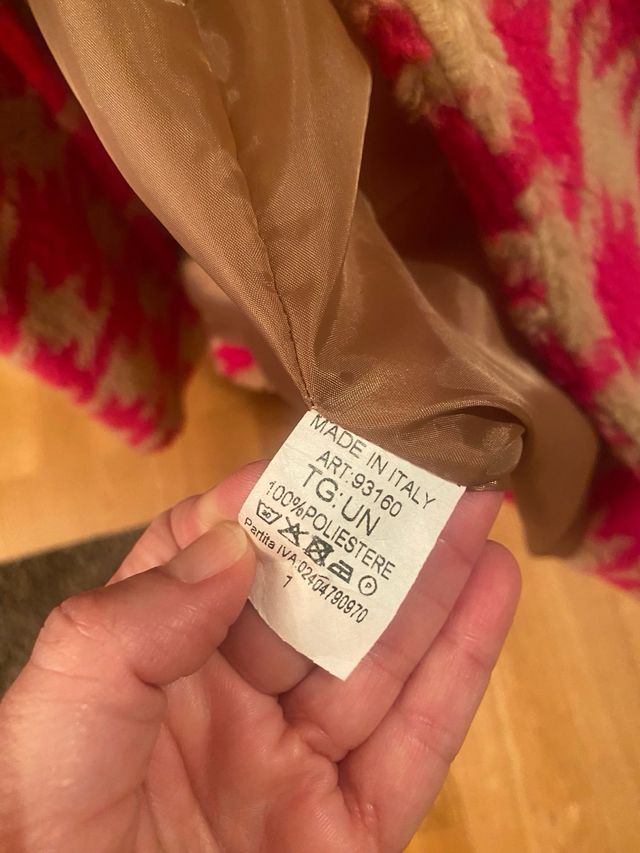 MADE IN ITALY
ART:93160
TG:UN
100%POLIESTERE
P
Partita IVA.02404790970
1